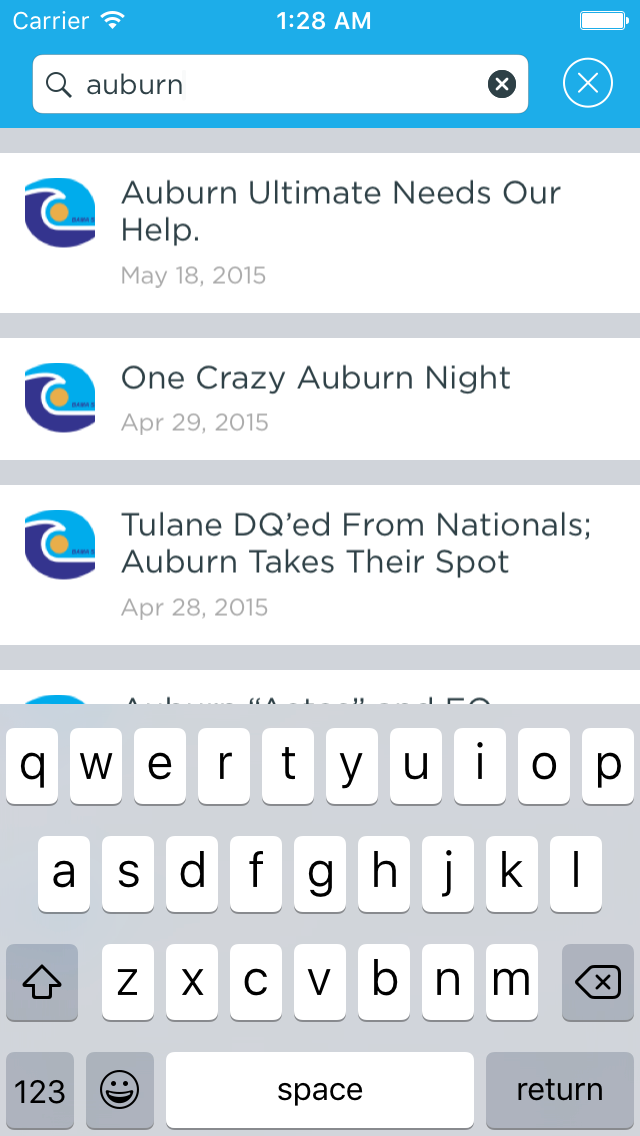 Carrier 1:28 AM
auburn
Auburn Ultimate Needs Our
Help.
May 18, 2015
One Crazy Auburn Night
Apr 29, 2015
Tulane DQ’ed From Nationals;
Auburn Takes Their Spot
Apr 28, 2015
q w e r t y u i o p
a s d f g h j k l
z x c v b n m
123 space return